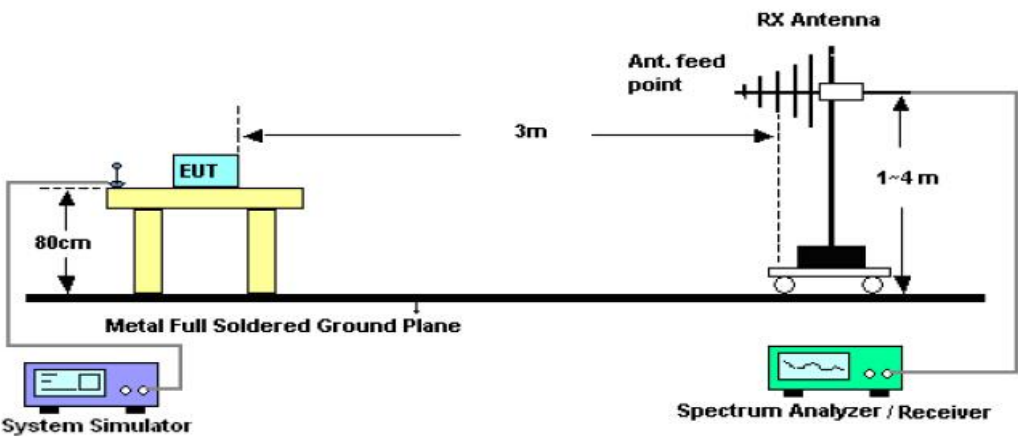 RX Antenna
Ant. feed
point
3m
EUT
1~4 m
80cm
Metal Full Soldered Ground Plane
System Simulator
Spectrum Analyzer / Receiver